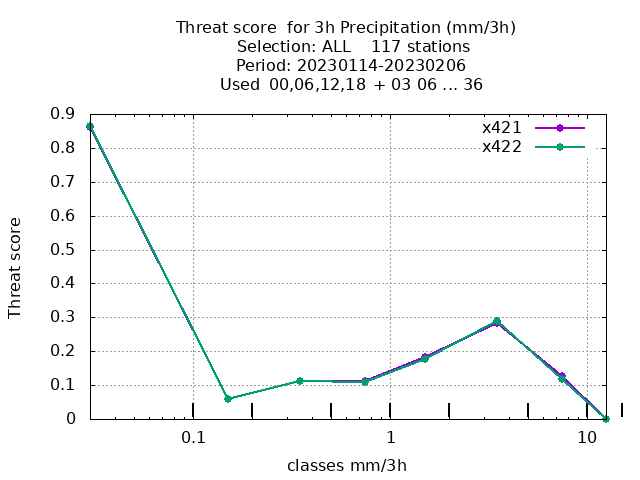 Threat score  for 3h Precipitation (mm/3h)
Selection: ALL    117 stations
Period: 20230114-20230206
Used  00,06,12,18  + 03 06 ... 36
x421
x422
0.9
0.8
0.7
0.6
0.5
0.4
0.3
0.2
0.1
0
Threat score
0.1 1 10
classes mm/3h